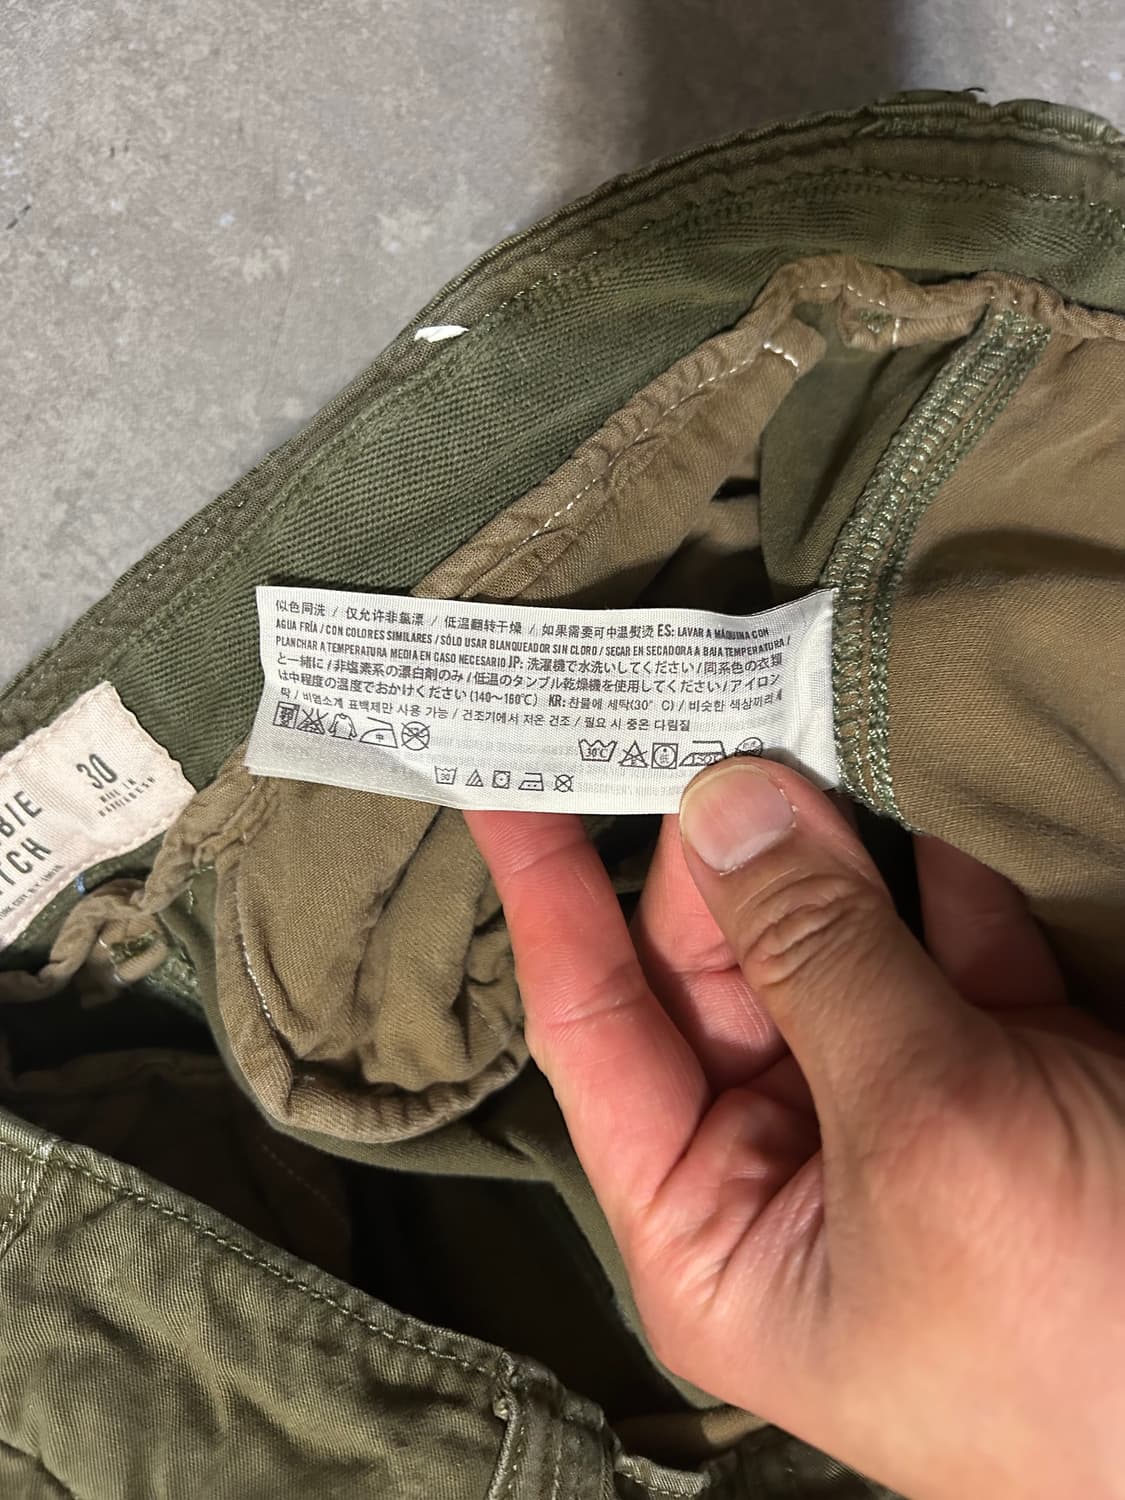 似色同洗 / 仅允许非氯漂 / 低温翻转干燥 / 如果需要可中温熨烫 ES: LAVAR A MÁQUINA CON
AGUA FRÍA / CON COLORES SIMILARES / SÓLO USAR BLANQUEADOR SIN CLORO / SECAR EN SECADORA A BAJA TEMPERATURA /
PLANCHAR A TEMPERATURA MEDIA EN CASO NECESARIO JP: 洗濯機で水洗いしてください / 同系色の衣類
と一緒に / 非塩素系の漂白剤のみ / 低温のタンブル乾燥機を使用してください / アイロン
は中程度の温度でおかけください (140~160℃) KR: 찬물에 세탁(30° C) / 비슷한 색상끼리
탁 / 비염소계 표백제만 사용 가능 / 건조기에서 저온 건조 / 필요 시 중온 다림질
中
30°C
低
30
30
BIE
TCH